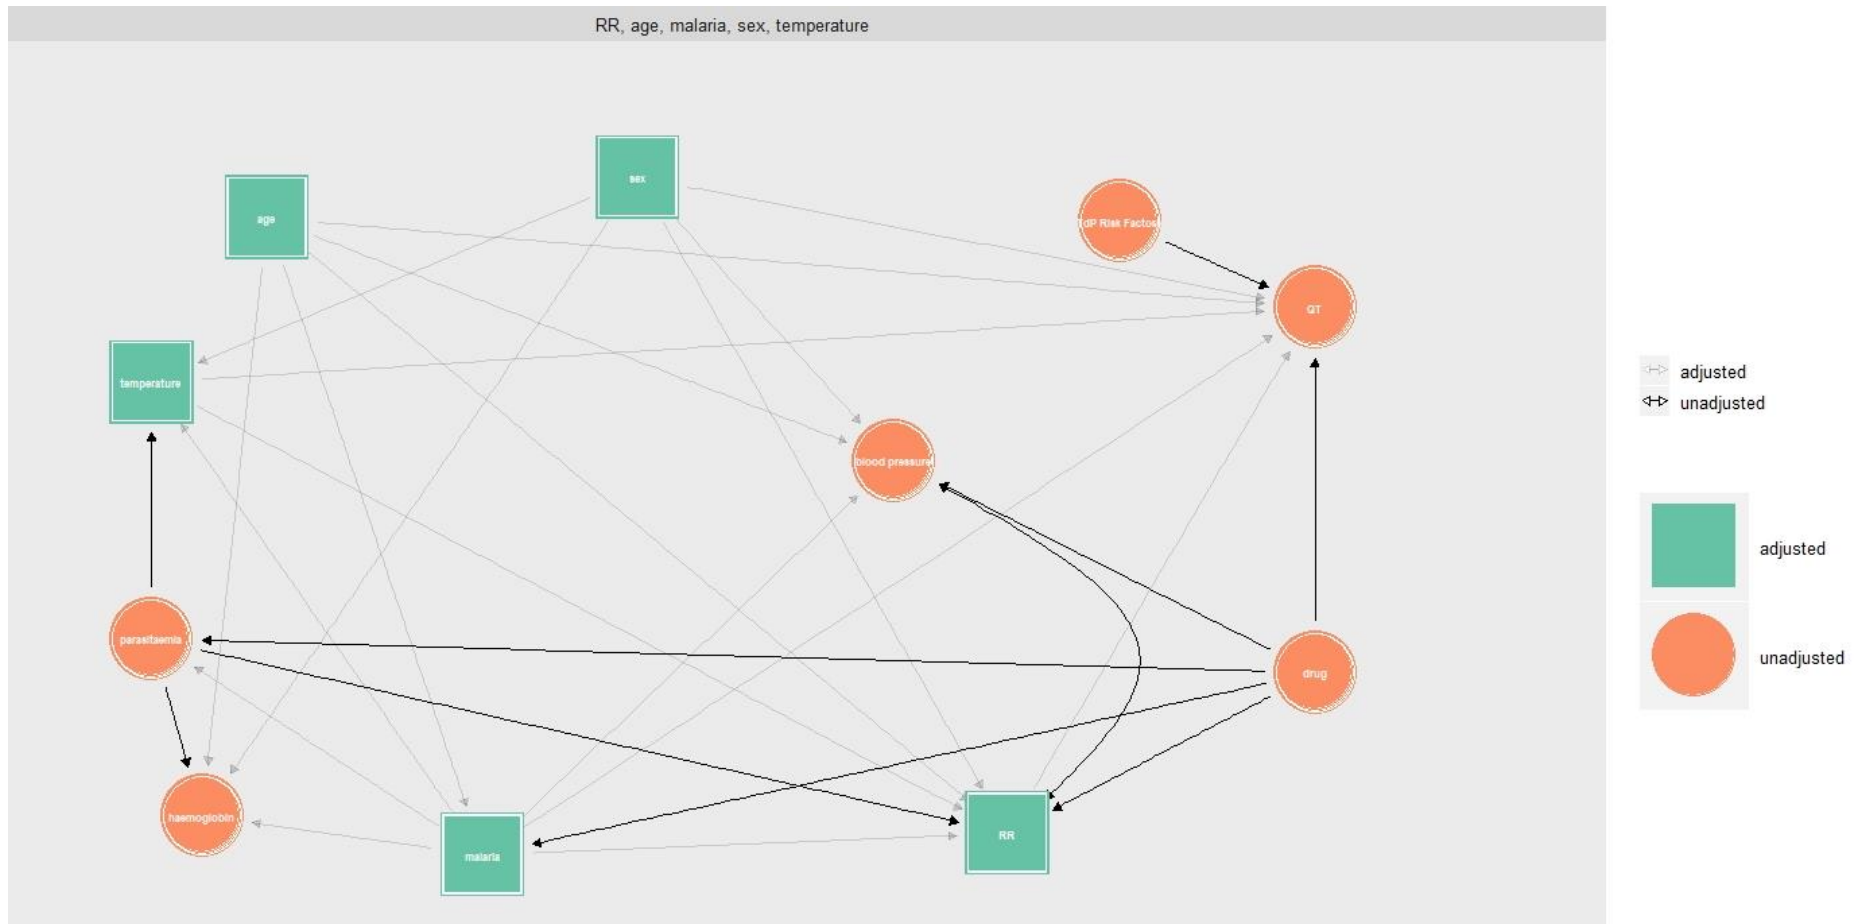 RR, age, malaria, sex, temperature
sex
age
dP Risk Factos
QT
temperature
blood pressure
parasitaemia
drug
haemoglobin
RR
malaria
adjusted
unadjusted
adjusted
unadjusted